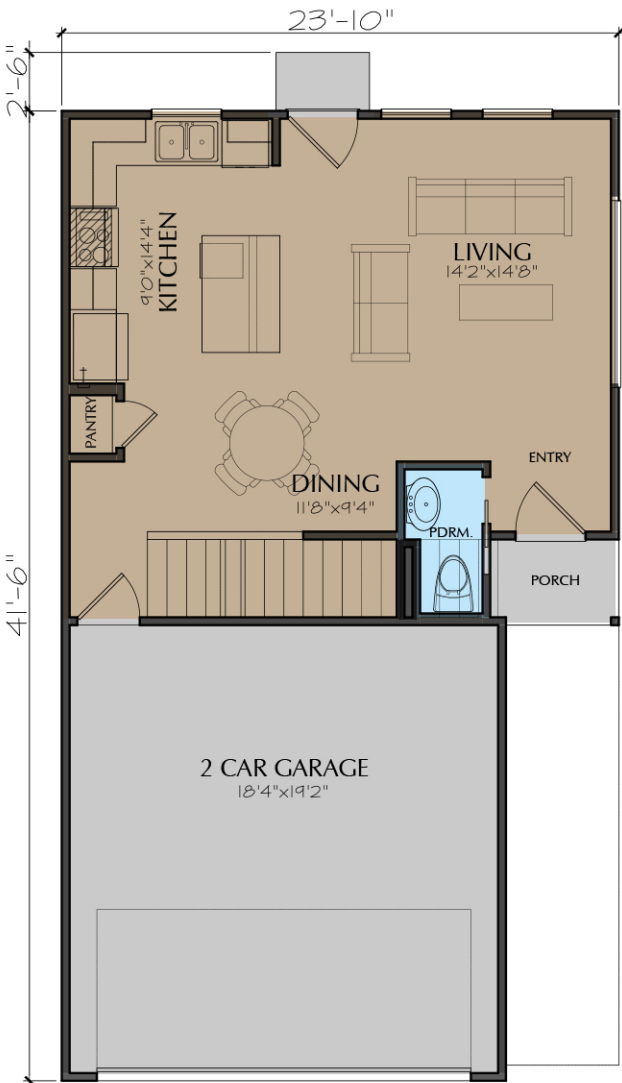 23'-10"
2'-6"
KITCHEN
9'0"x14'4"
LIVING
14'2"x14'8"
PANTRY
ENTRY
DINING
11'8"x9'4"
PDRM.
PORCH
41'-6"
2 CAR GARAGE
18'4"x19'2"